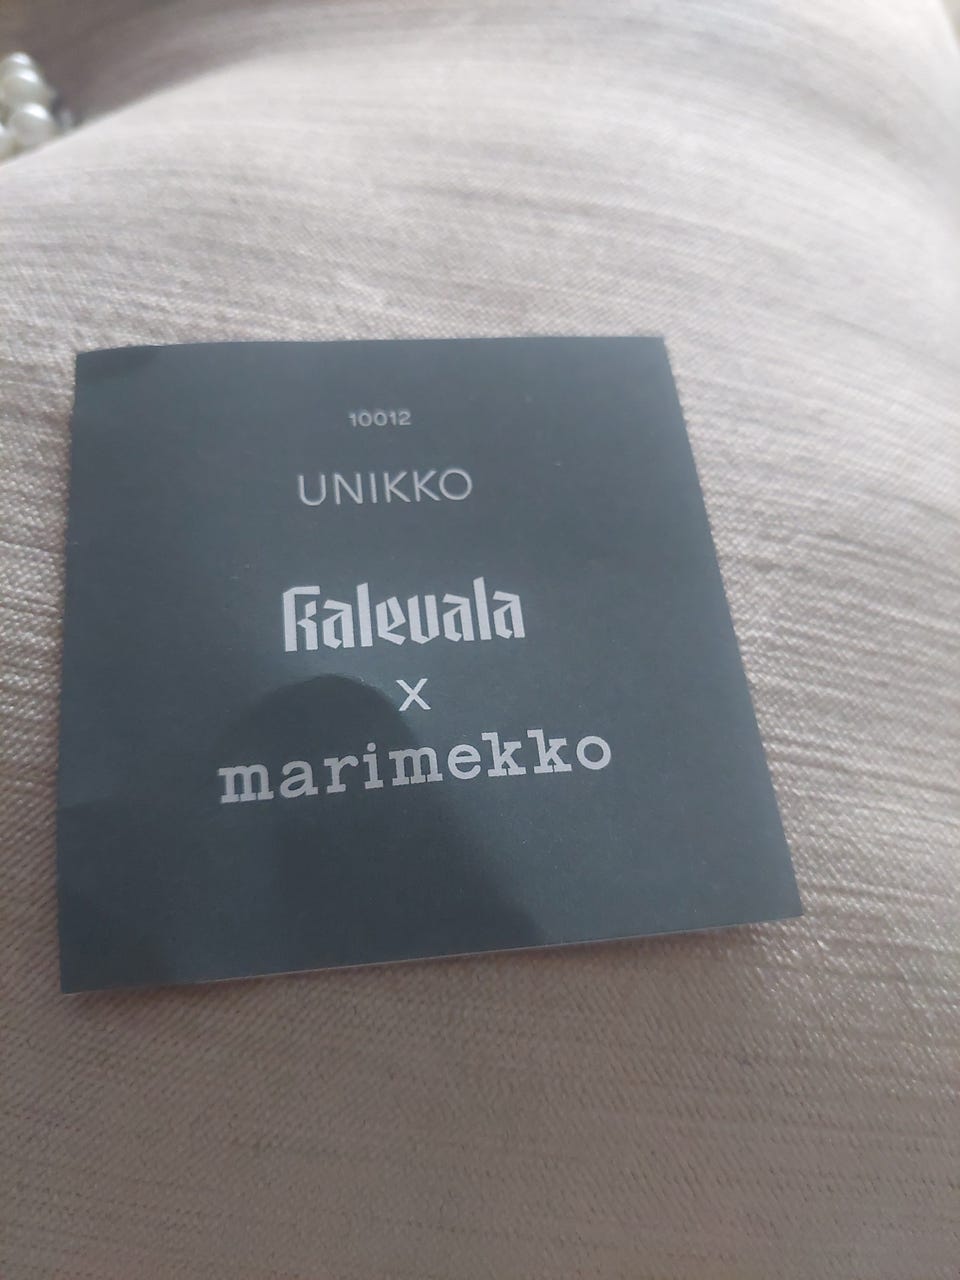 10012
UNIKKO
kalevala
x
marimekko